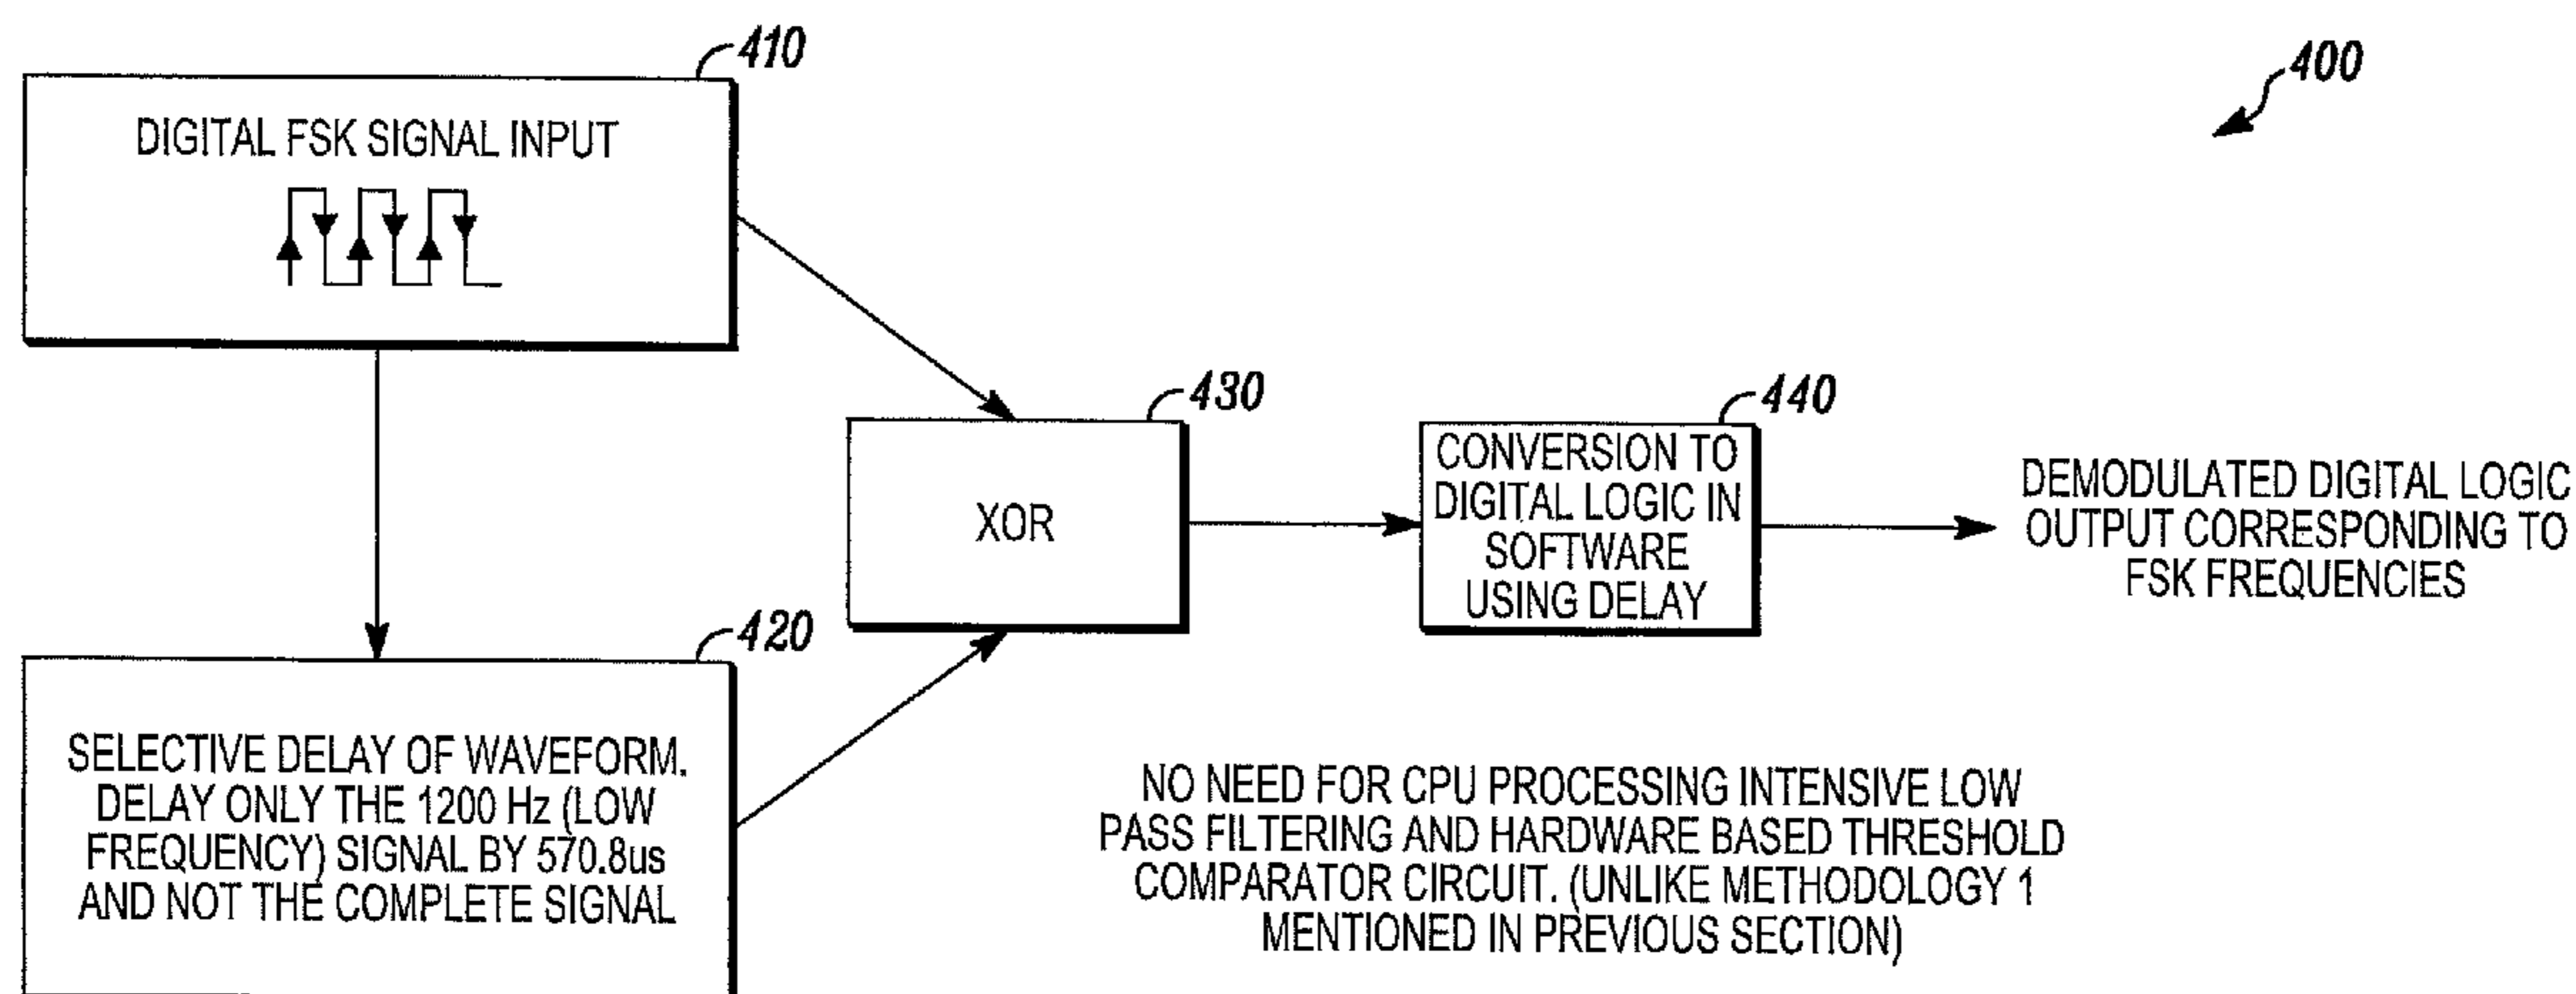 410
400
DIGITAL FSK SIGNAL INPUT
430
440
XOR
CONVERSION TO
DIGITAL LOGIC IN
SOFTWARE
USING DELAY
DEMODULATED DIGITAL LOGIC
OUTPUT CORRESPONDING TO
FSK FREQUENCIES
420
SELECTIVE DELAY OF WAVEFORM.
DELAY ONLY THE 1200 Hz (LOW
FREQUENCY) SIGNAL BY 570.8us
AND NOT THE COMPLETE SIGNAL
NO NEED FOR CPU PROCESSING INTENSIVE LOW
PASS FILTERING AND HARDWARE BASED THRESHOLD
COMPARATOR CIRCUIT. (UNLIKE METHODOLOGY 1
MENTIONED IN PREVIOUS SECTION)